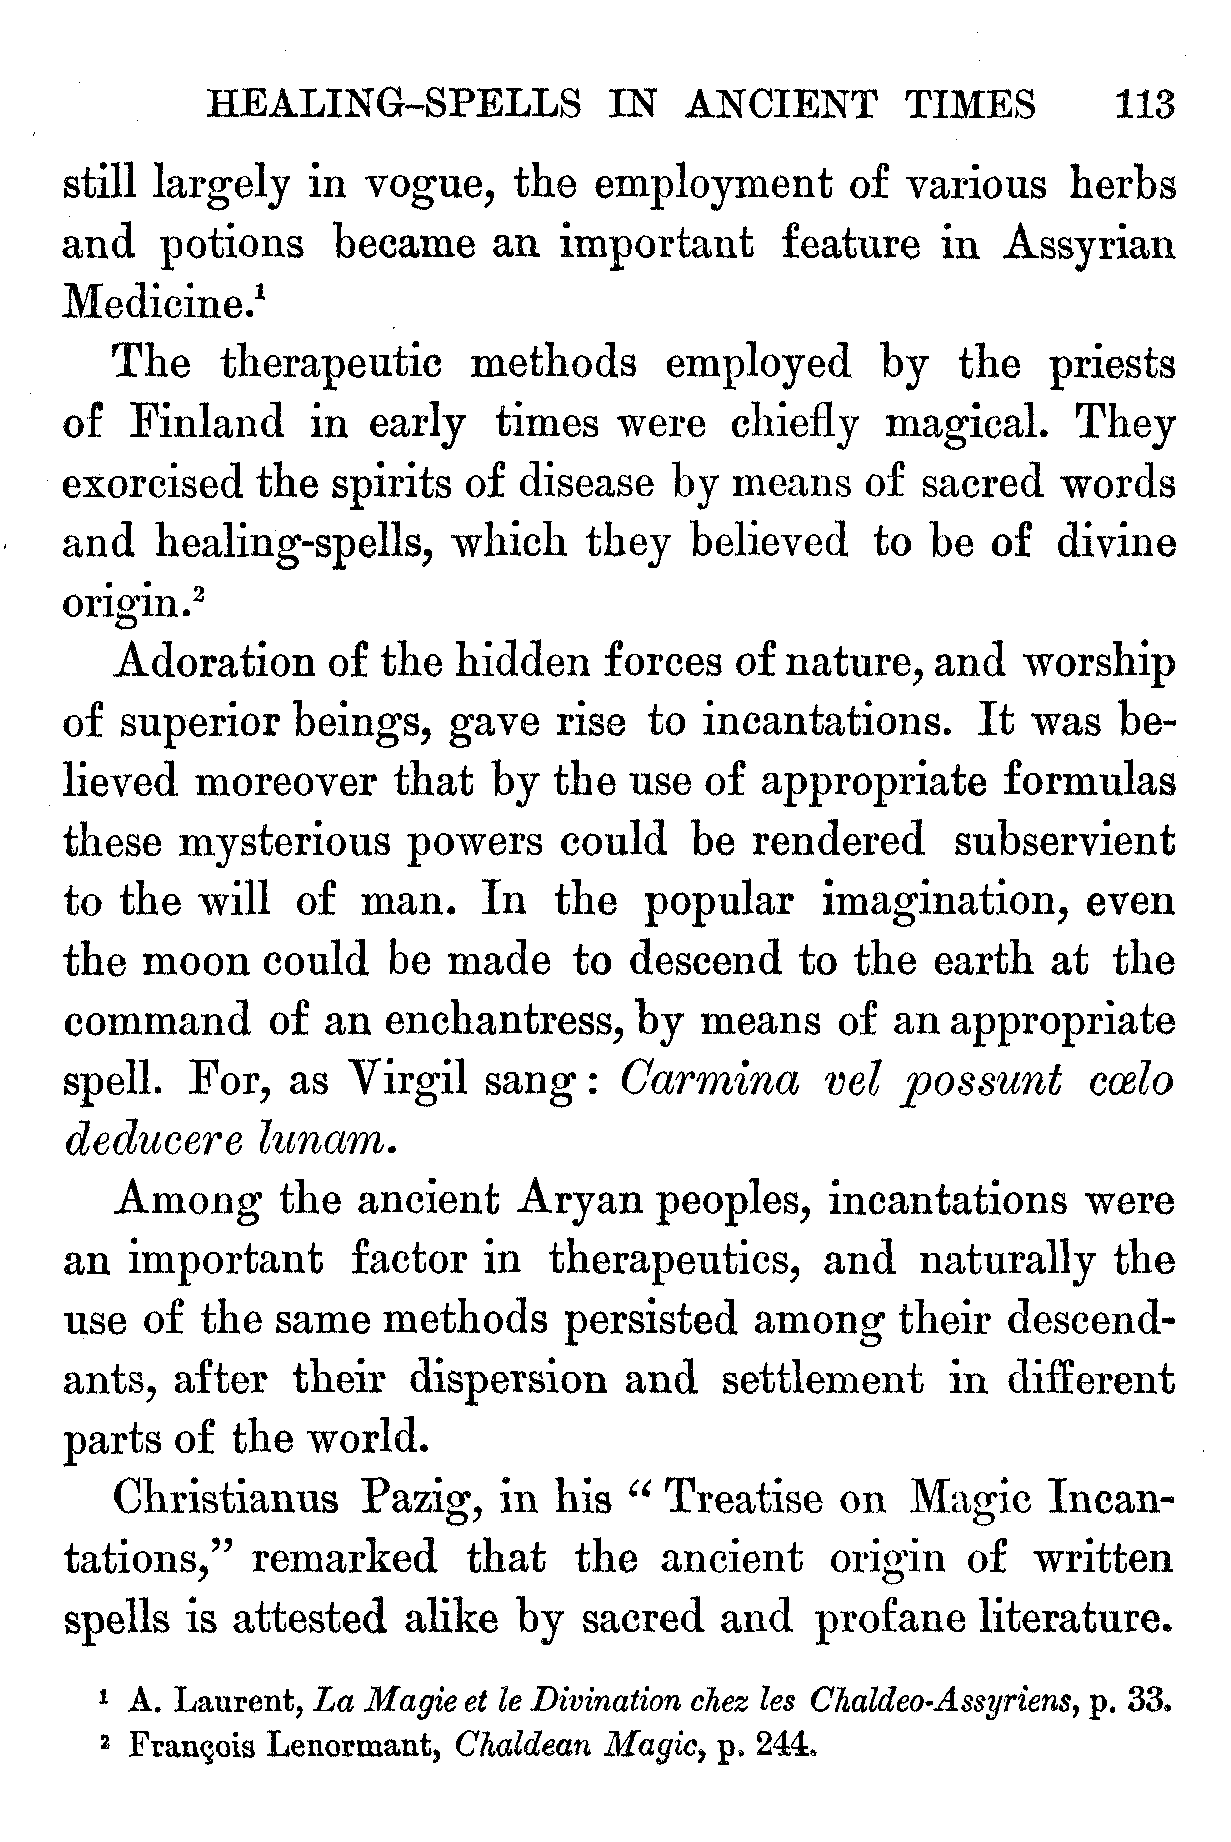 HEALING-SPELLS IN ANCIENT TIMES 113
still largely in vogue, the employment of various herbs
and potions became an important feature in Assyrian
Medicine.¹
The therapeutic methods employed by the priests
of Finland in early times were chiefly magical. They
exorcised the spirits of disease by means of sacred words
and healing-spells, which they believed to be of divine
origin.²
Adoration of the hidden forces of nature, and worship
of superior beings, gave rise to incantations. It was be-
lieved moreover that by the use of appropriate formulas
these mysterious powers could be rendered subservient
to the will of man. In the popular imagination, even
the moon could be made to descend to the earth at the
command of an enchantress, by means of an appropriate
spell. For, as Virgil sang: Carmina vel possunt cœlo
deducere lunam.
Among the ancient Aryan peoples, incantations were
an important factor in therapeutics, and naturally the
use of the same methods persisted among their descend-
ants, after their dispersion and settlement in different
parts of the world.
Christianus Pazig, in his “Treatise on Magic Incan-
tations,” remarked that the ancient origin of written
spells is attested alike by sacred and profane literature.
¹ A. Laurent, La Magie et le Divination chez les Chaldeo-Assyriens, p. 33.
² François Lenormant, Chaldean Magic, p. 244.